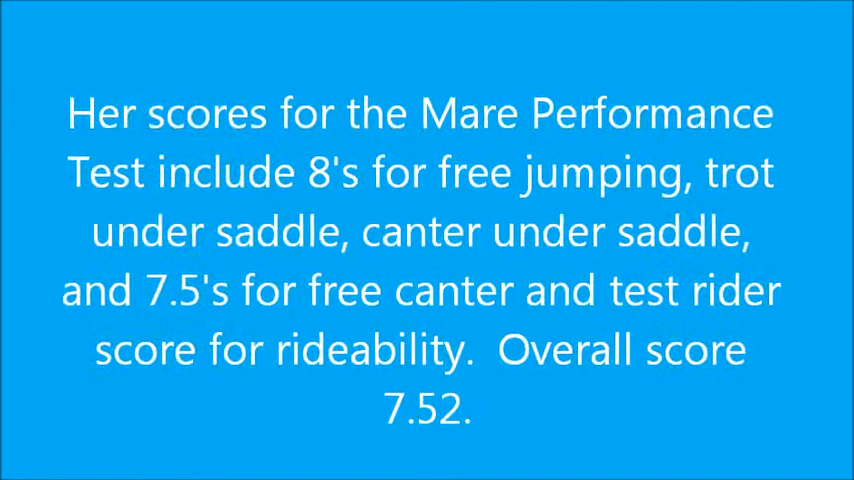 Her scores for the Mare Performance
Test include 8's for free jumping, trot
under saddle, canter under saddle,
and 7.5's for free canter and test rider
score for rideability.  Overall score
7.52.